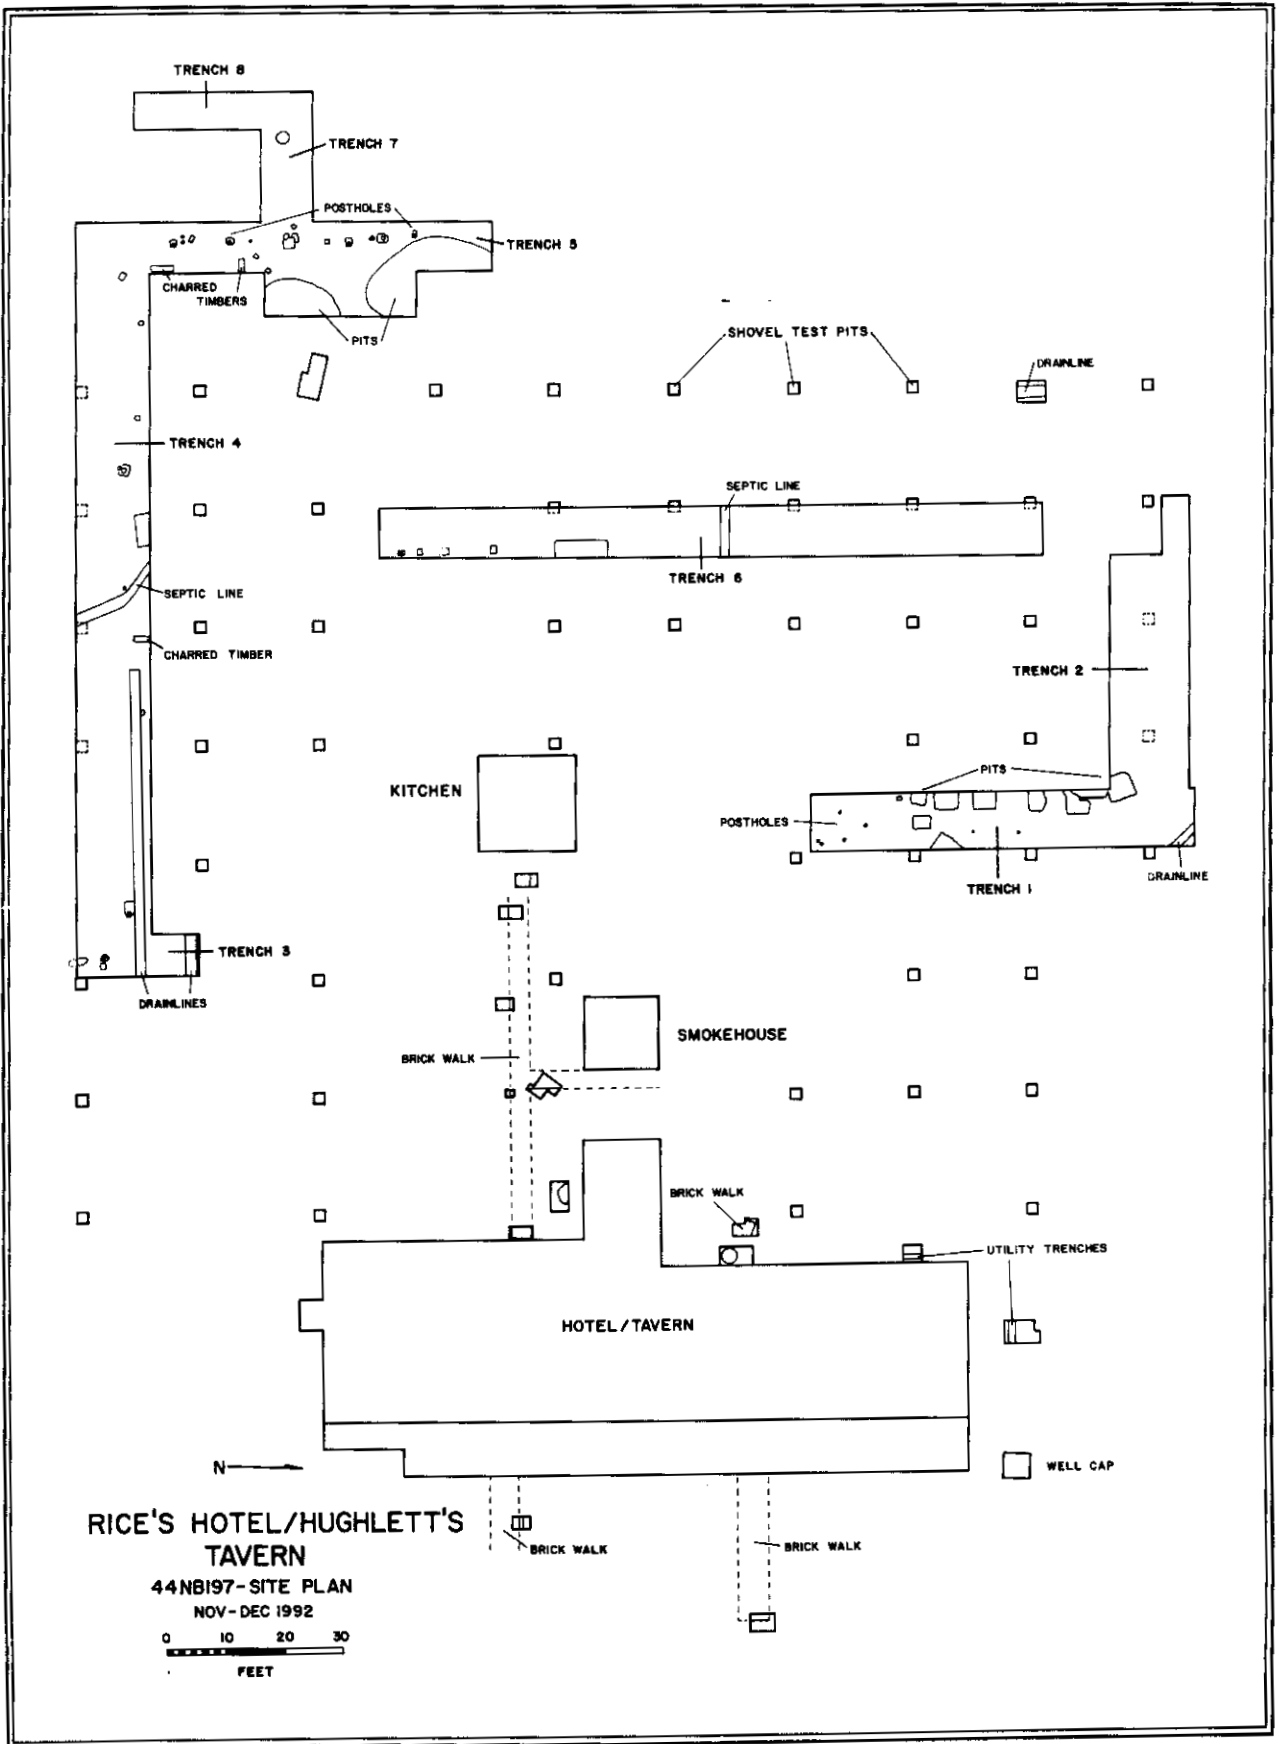 TRENCH 8
TRENCH 7
POSTHOLES
TRENCH 5
CHARRED
TIMBERS
PITS
SHOVEL TEST PITS
DRAINLINE
TRENCH 4
SEPTIC LINE
TRENCH 6
SEPTIC LINE
CHARRED TIMBER
TRENCH 2
PITS
KITCHEN
POSTHOLES
TRENCH 1
DRAINLINE
TRENCH 3
DRAINLINES
SMOKEHOUSE
BRICK WALK
BRICK WALK
UTILITY TRENCHES
HOTEL/TAVERN
N
WELL CAP
RICE'S HOTEL/HUGHLETT'S
TAVERN
44NB197-SITE PLAN
NOV-DEC 1992
0 10 20 30
FEET
BRICK WALK
BRICK WALK